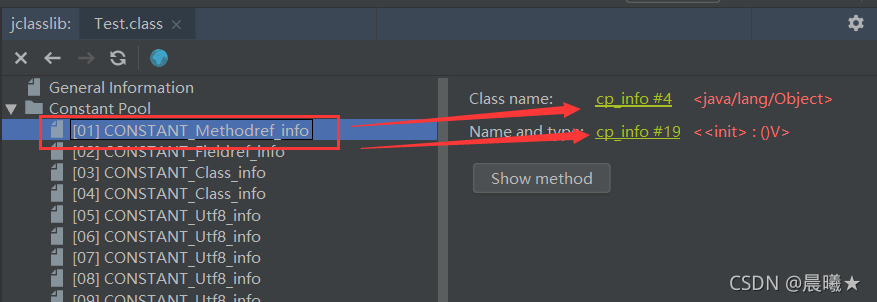 jclasslib:
Test.class
General Information
Constant Pool
[01] CONSTANT_Methodref_info
[02] CONSTANT_Fieldref_info
[03] CONSTANT_Class_info
[04] CONSTANT_Class_info
[05] CONSTANT_Utf8_info
[06] CONSTANT_Utf8_info
[07] CONSTANT_Utf8_info
[08] CONSTANT_Utf8_info
[09] CONSTANT_Utf8_info
Class name: cp_info #4 <java/lang/Object>
Name and type: cp_info #19 <<init> : ()V>
Show method
CSDN @晨曦★